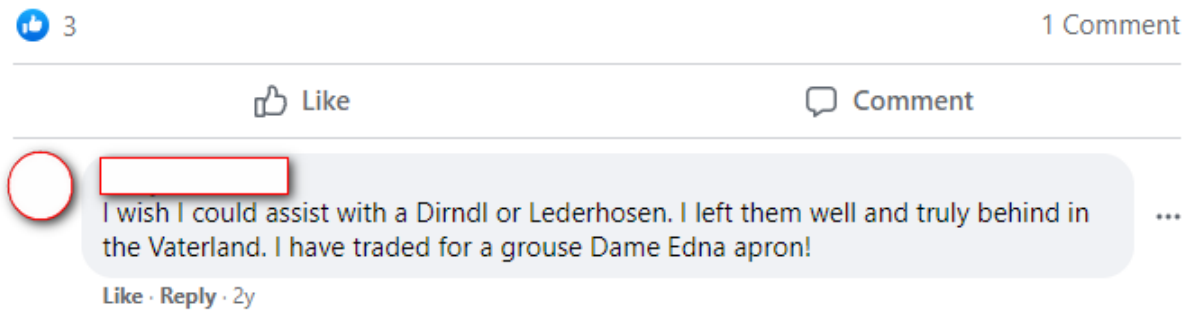 3
1 Comment
Like
Comment
I wish I could assist with a Dirndl or Lederhosen. I left them well and truly behind in
the Vaterland. I have traded for a grouse Dame Edna apron!
Like · Reply · 2y